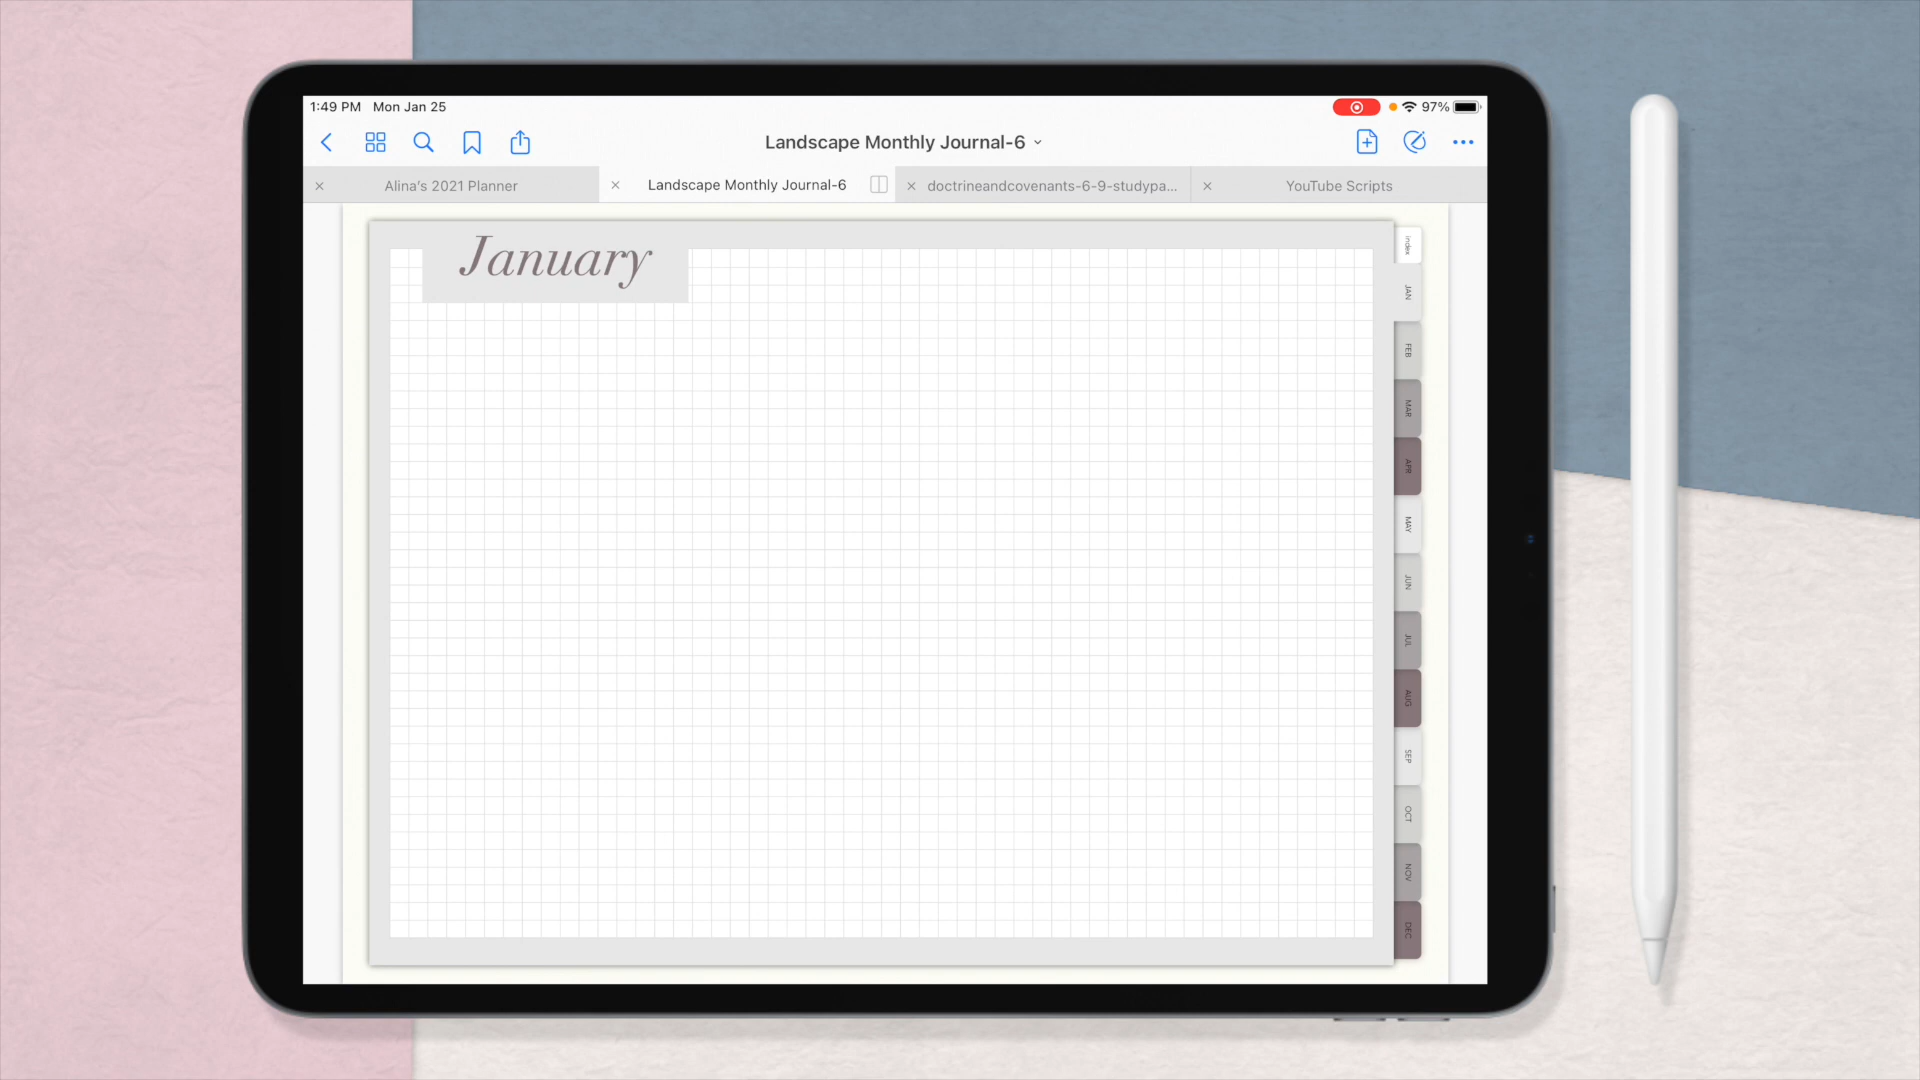 1:49 PM Mon Jan 25 97%
Landscape Monthly Journal-6
Alina's 2021 Planner Landscape Monthly Journal-6 doctrineandcovenants-6-9-studypa... YouTube Scripts
January
Index
JAN
FEB
MAR
APR
MAY
JUN
JUL
AUG
SEP
OCT
NOV
DEC